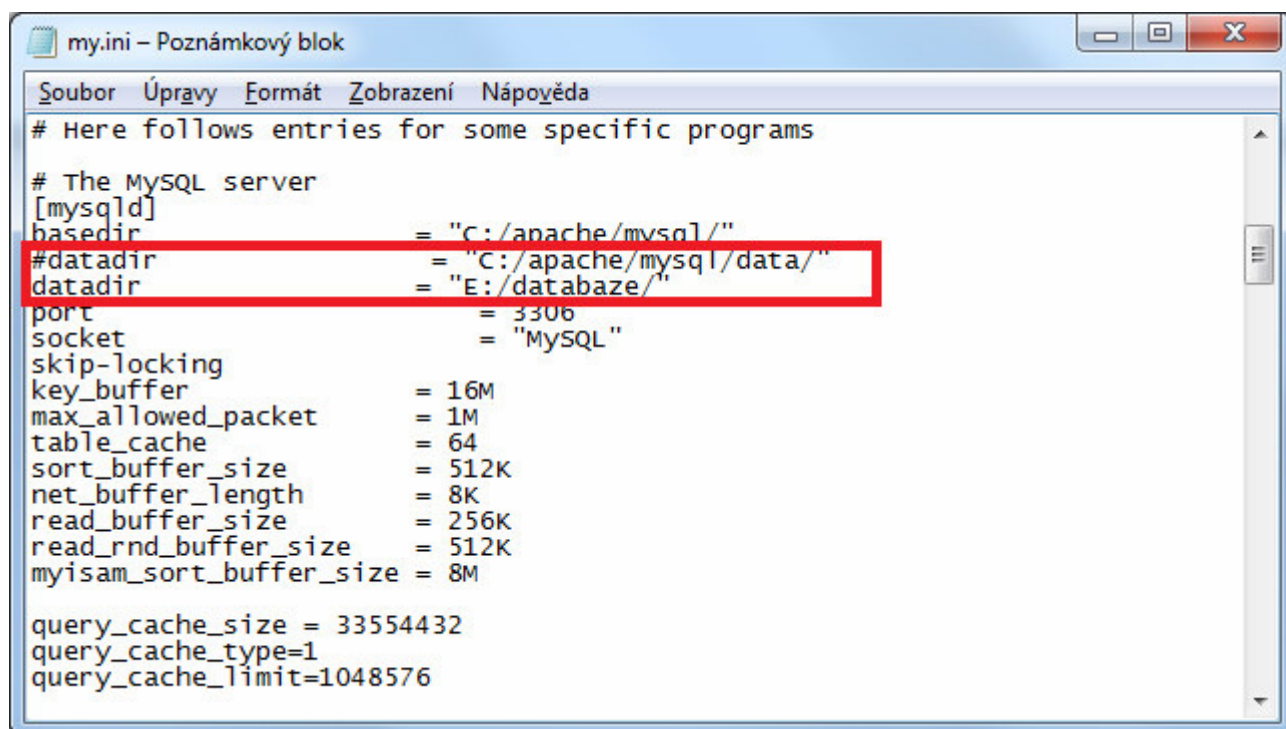 my.ini – Poznámkový blok
Soubor Úpravy Formát Zobrazení Nápověda
# Here follows entries for some specific programs
# The MySQL server
[mysqld]
basedir = "C:/apache/mysql/"
#datadir = "C:/apache/mysql/data/"
datadir = "E:/databaze/"
port = 3306
socket = "MySQL"
skip-locking
key_buffer = 16M
max_allowed_packet = 1M
table_cache = 64
sort_buffer_size = 512K
net_buffer_length = 8K
read_buffer_size = 256K
read_rnd_buffer_size = 512K
myisam_sort_buffer_size = 8M
query_cache_size = 33554432
query_cache_type=1
query_cache_limit=1048576